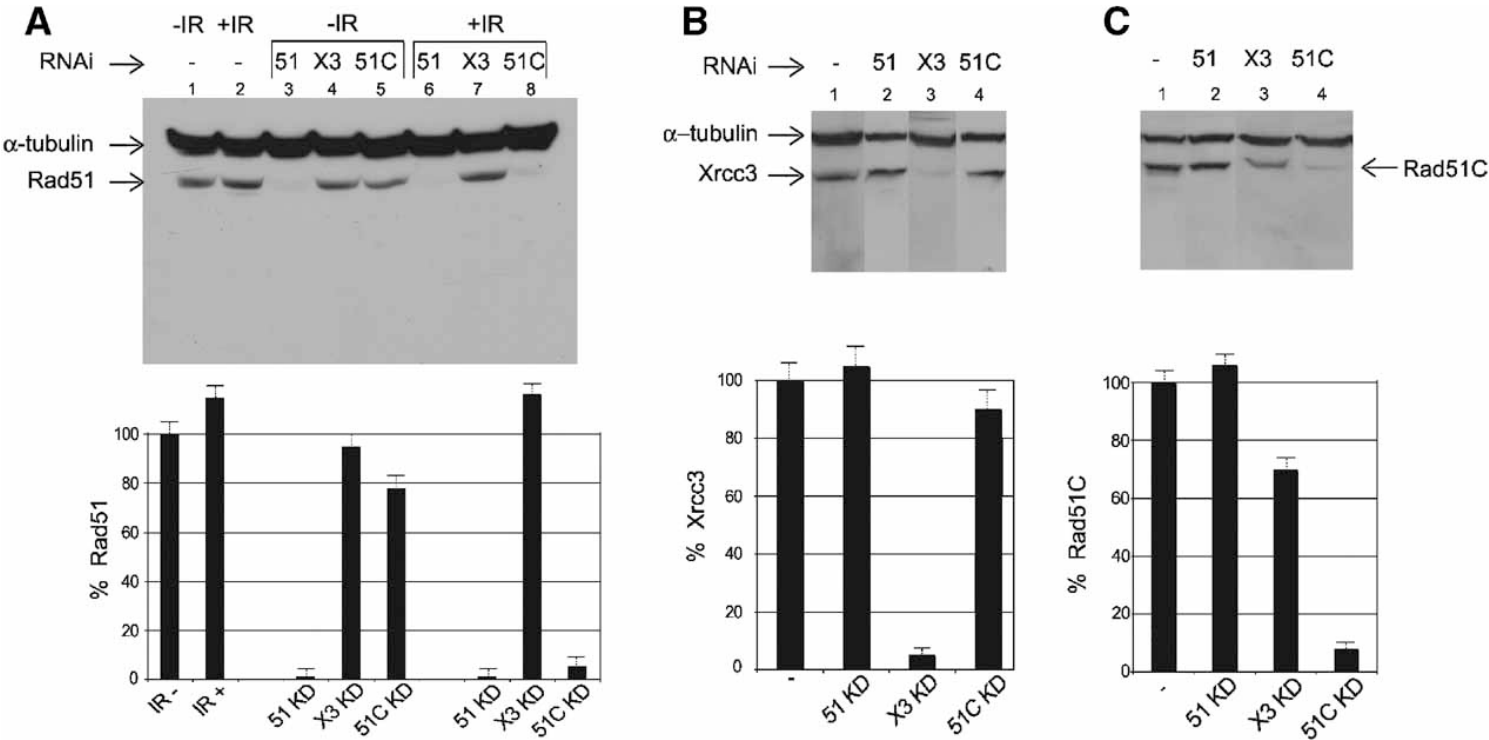 A
-IR +IR -IR +IR
RNAi → - - 51 X3 51C 51 X3 51C
1 2 3 4 5 6 7 8
α-tubulin →
Rad51 →
% Rad51
100
80
60
40
20
0
IR - IR + 51 KD X3 KD 51C KD 51 KD X3 KD 51C KD
B
RNAi → - 51 X3 51C
1 2 3 4
α-tubulin →
Xrcc3 →
% Xrcc3
100
80
60
40
20
0
- 51 KD X3 KD 51C KD
C
- 51 X3 51C
1 2 3 4
← Rad51C
% Rad51C
100
80
60
40
20
0
- 51 KD X3 KD 51C KD